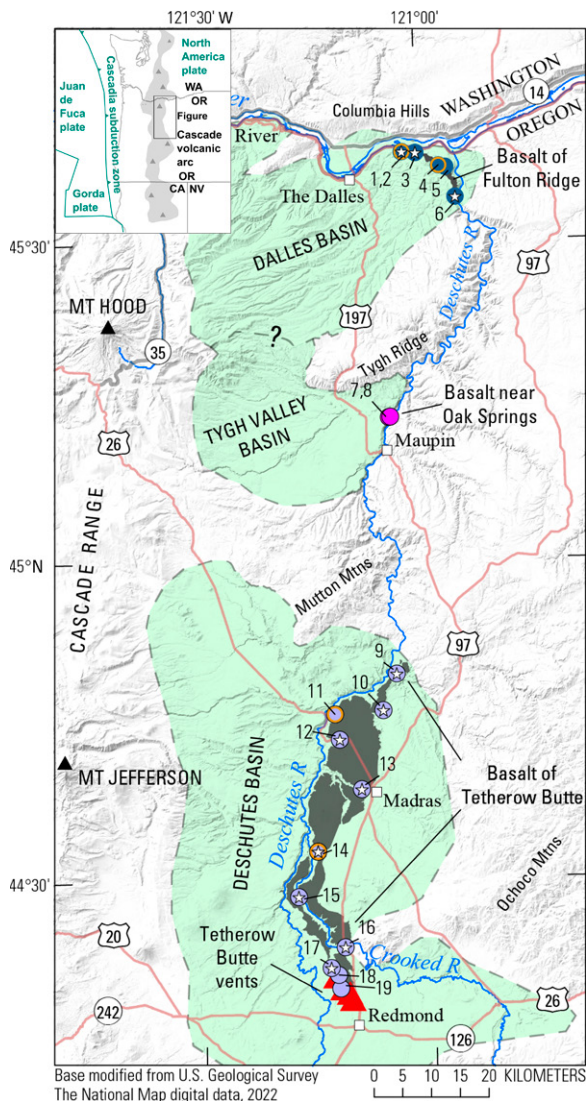 121°30' W
121°00'
North
America
plate
Juan
de
Fuca
plate
Cascadia subduction zone
WA
OR
Figure
Cascade
volcanic
arc
OR
CA NV
Gorda
plate
Columbia Hills
WASHINGTON
OREGON
14
River
The Dalles
1,2
3
4
5
6
Basalt of
Fulton Ridge
45°30'
DALLES BASIN
Deschutes R
97
MT HOOD
35
197
?
Tygh Ridge
7,8
Basalt near
Oak Springs
TYGH VALLEY
BASIN
Maupin
26
45°N
CASCADE RANGE
Mutton Mtns
97
9
10
11
12
13
Basalt of
Tetherow Butte
MT JEFFERSON
DESCHUTES BASIN
Deschutes R
Madras
14
Ochoco Mtns
44°30'
15
16
20
Tetherow
Butte
vents
17
18
19
Crooked R
26
242
Redmond
126
Base modified from U.S. Geological Survey
The National Map digital data, 2022
0 5 10 15 20 KILOMETERS